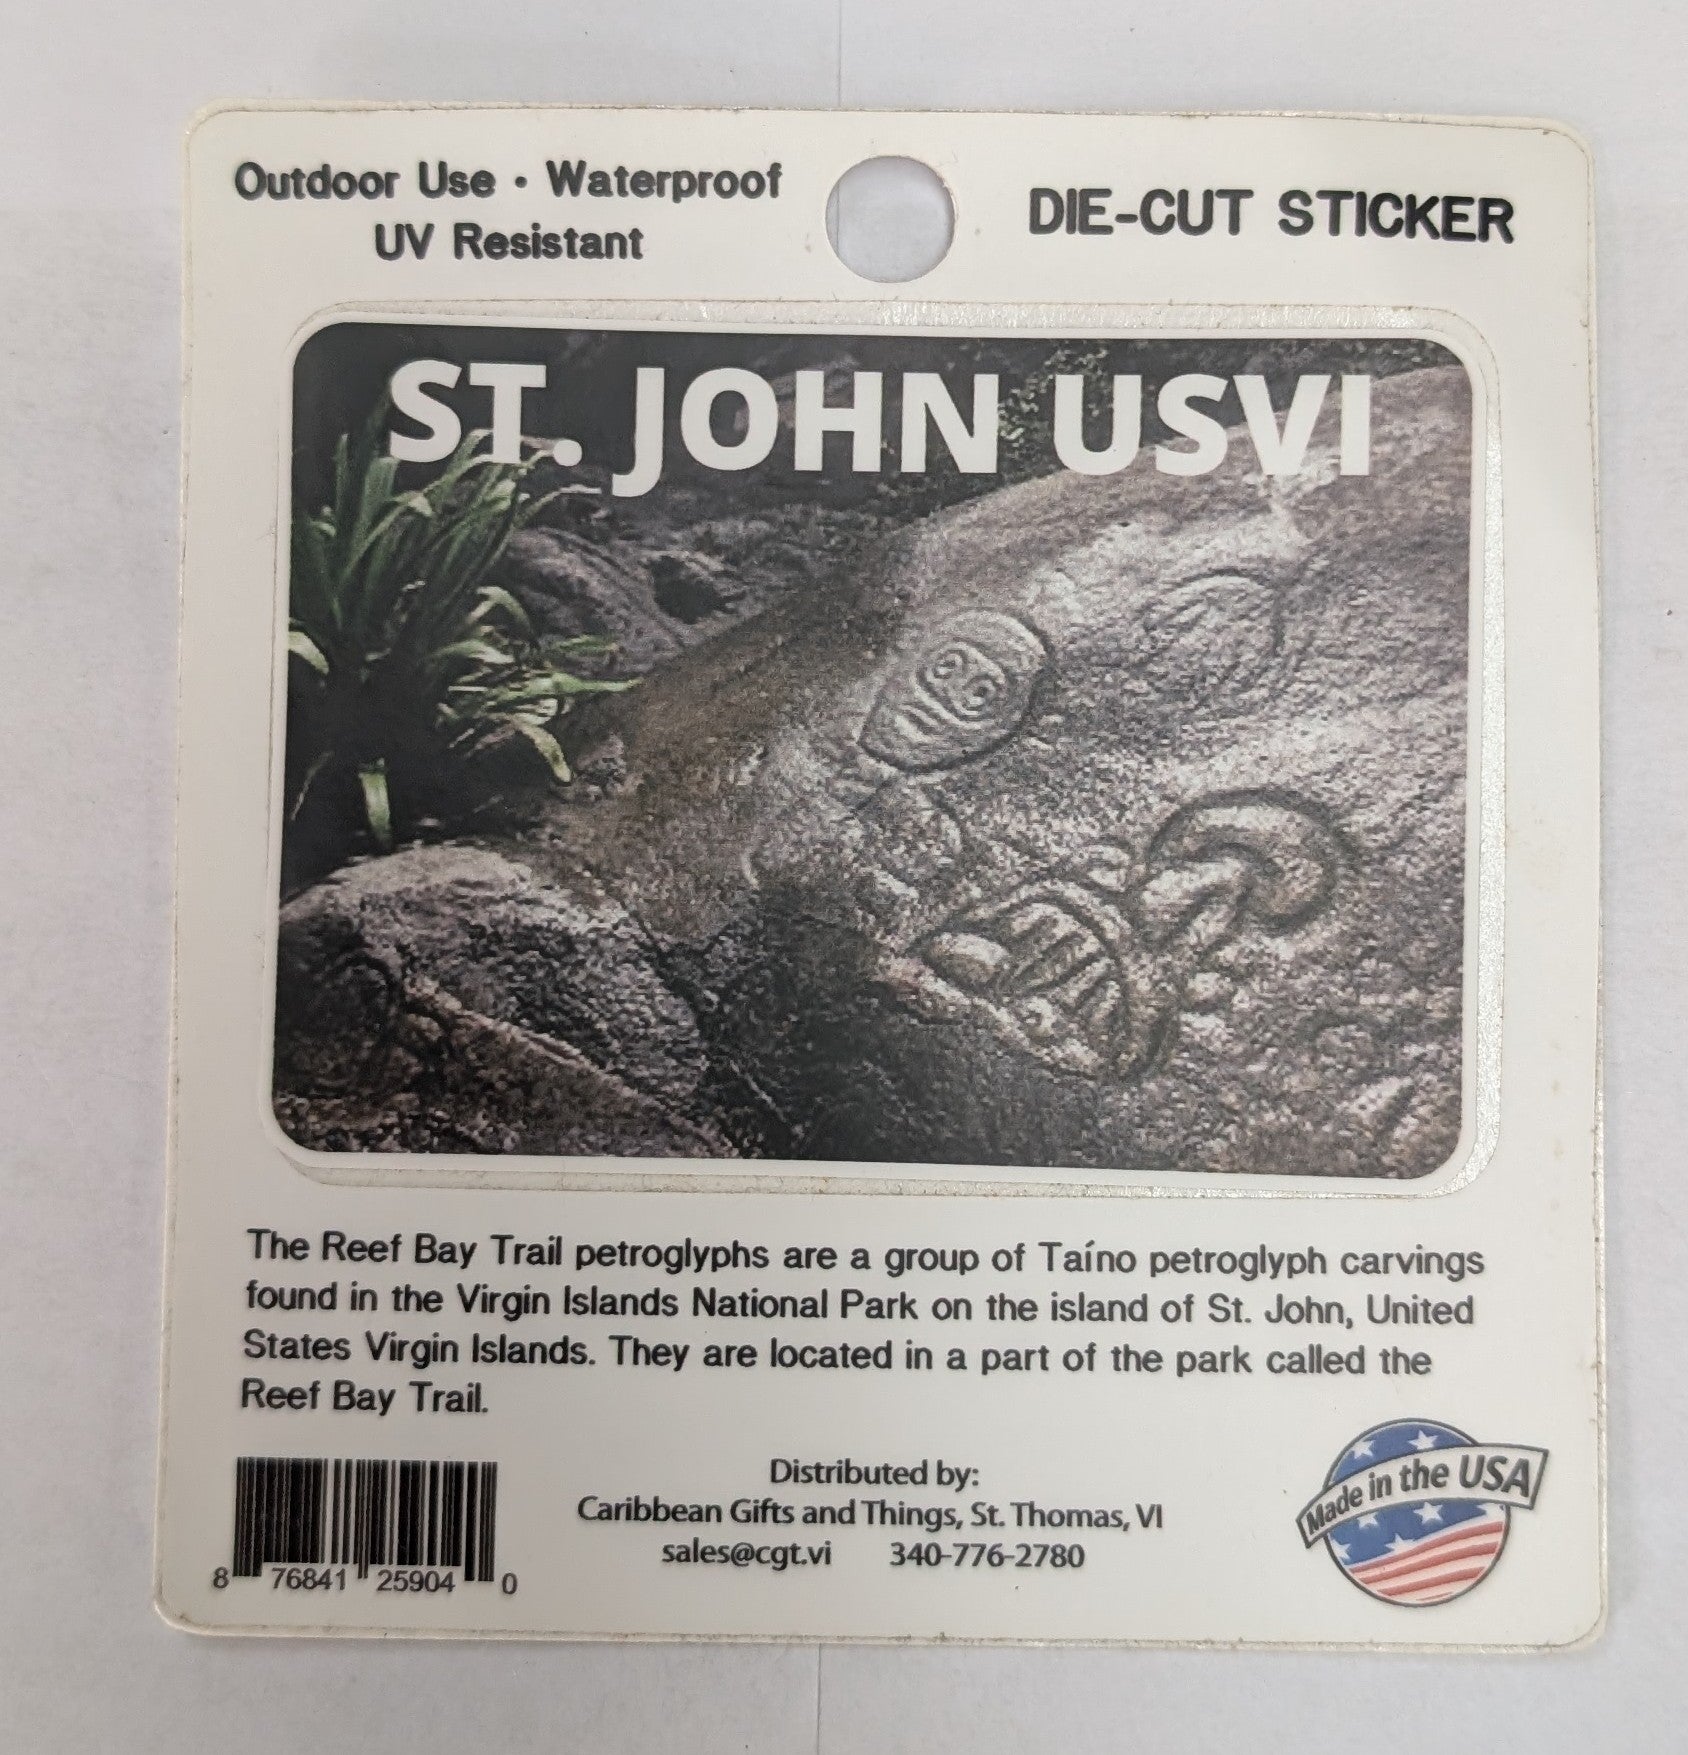 Outdoor Use • Waterproof
UV Resistant
DIE-CUT STICKER
ST. JOHN USVI
The Reef Bay Trail petroglyphs are a group of Taíno petroglyph carvings
found in the Virgin Islands National Park on the island of St. John, United
States Virgin Islands. They are located in a part of the park called the
Reef Bay Trail.
8 76841 25904 0
Distributed by:
Caribbean Gifts and Things, St. Thomas, VI
sales@cgt.vi 340-776-2780
Made in the USA